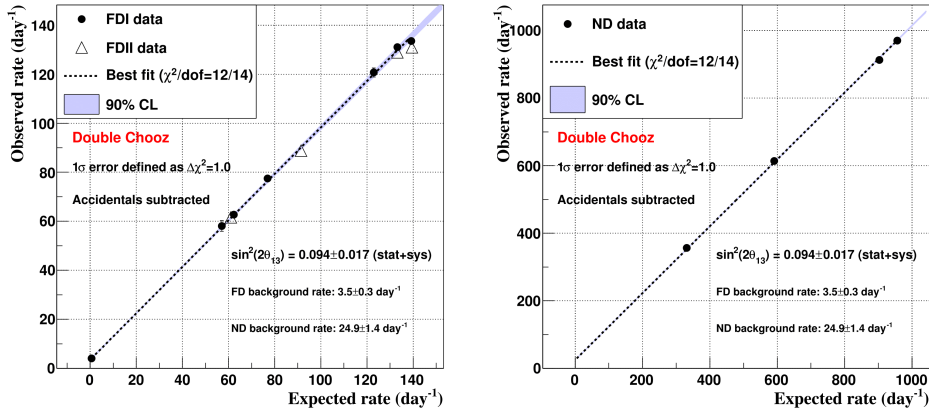 Observed rate (day⁻¹)
140
120
100
80
60
40
20
0
FDI data
FDII data
Best fit (χ²/dof=12/14)
90% CL
Double Chooz
1σ error defined as Δχ²=1.0
Accidentals subtracted
sin²(2θ₁₃) = 0.094±0.017 (stat+sys)
FD background rate: 3.5±0.3 day⁻¹
ND background rate: 24.9±1.4 day⁻¹
0 20 40 60 80 100 120 140
Expected rate (day⁻¹)
Observed rate (day⁻¹)
1000
800
600
400
200
0
ND data
Best fit (χ²/dof=12/14)
90% CL
Double Chooz
1σ error defined as Δχ²=1.0
Accidentals subtracted
sin²(2θ₁₃) = 0.094±0.017 (stat+sys)
FD background rate: 3.5±0.3 day⁻¹
ND background rate: 24.9±1.4 day⁻¹
0 200 400 600 800 1000
Expected rate (day⁻¹)